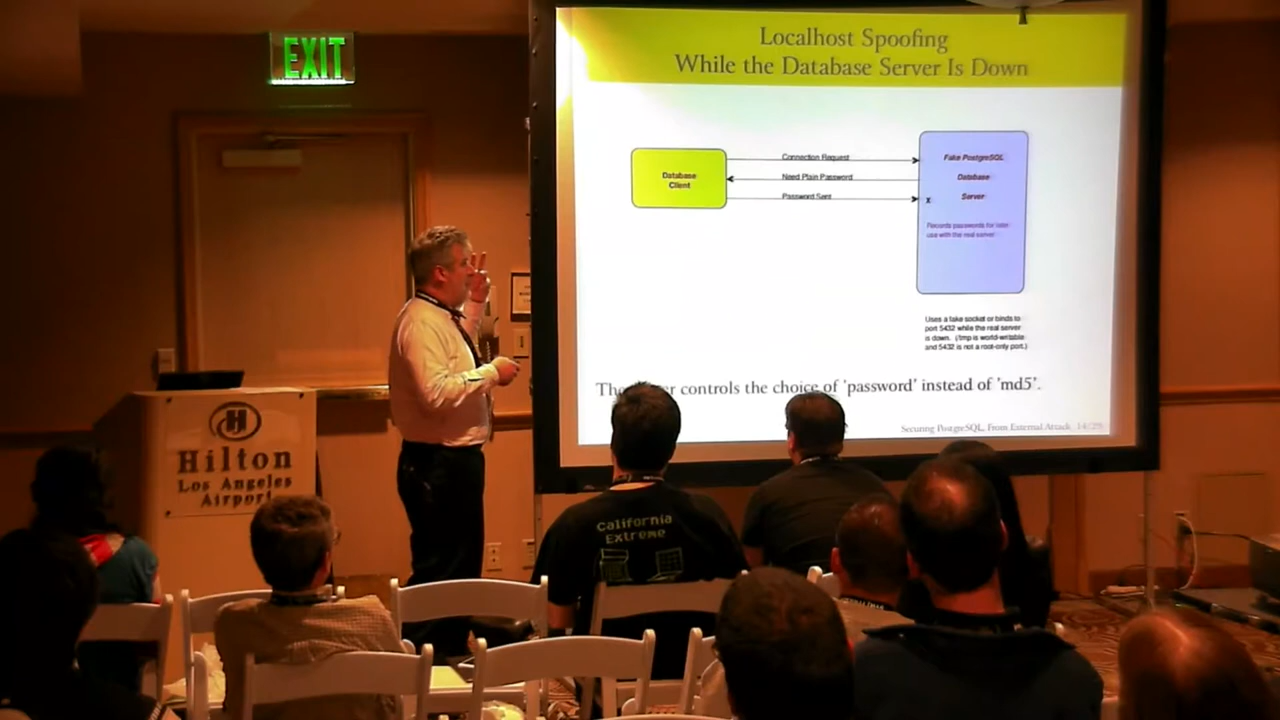 EXIT
Localhost Spoofing
While the Database Server Is Down
Connection Request
Need Plain Password
Password Sent
Database
Client
Fake PostgreSQL
Database
Server
x
Records passwords for later
use with the real server
Uses a fake socket or binds to
port 5432 while the real server
is down. (/tmp is world-writable
and 5432 is not a root-only port.)
The controls the choice of 'password' instead of 'md5'.
Securing PostgreSQL, From External Attack 14/29
H
Hilton
Los Angeles
Airport
California
Extreme